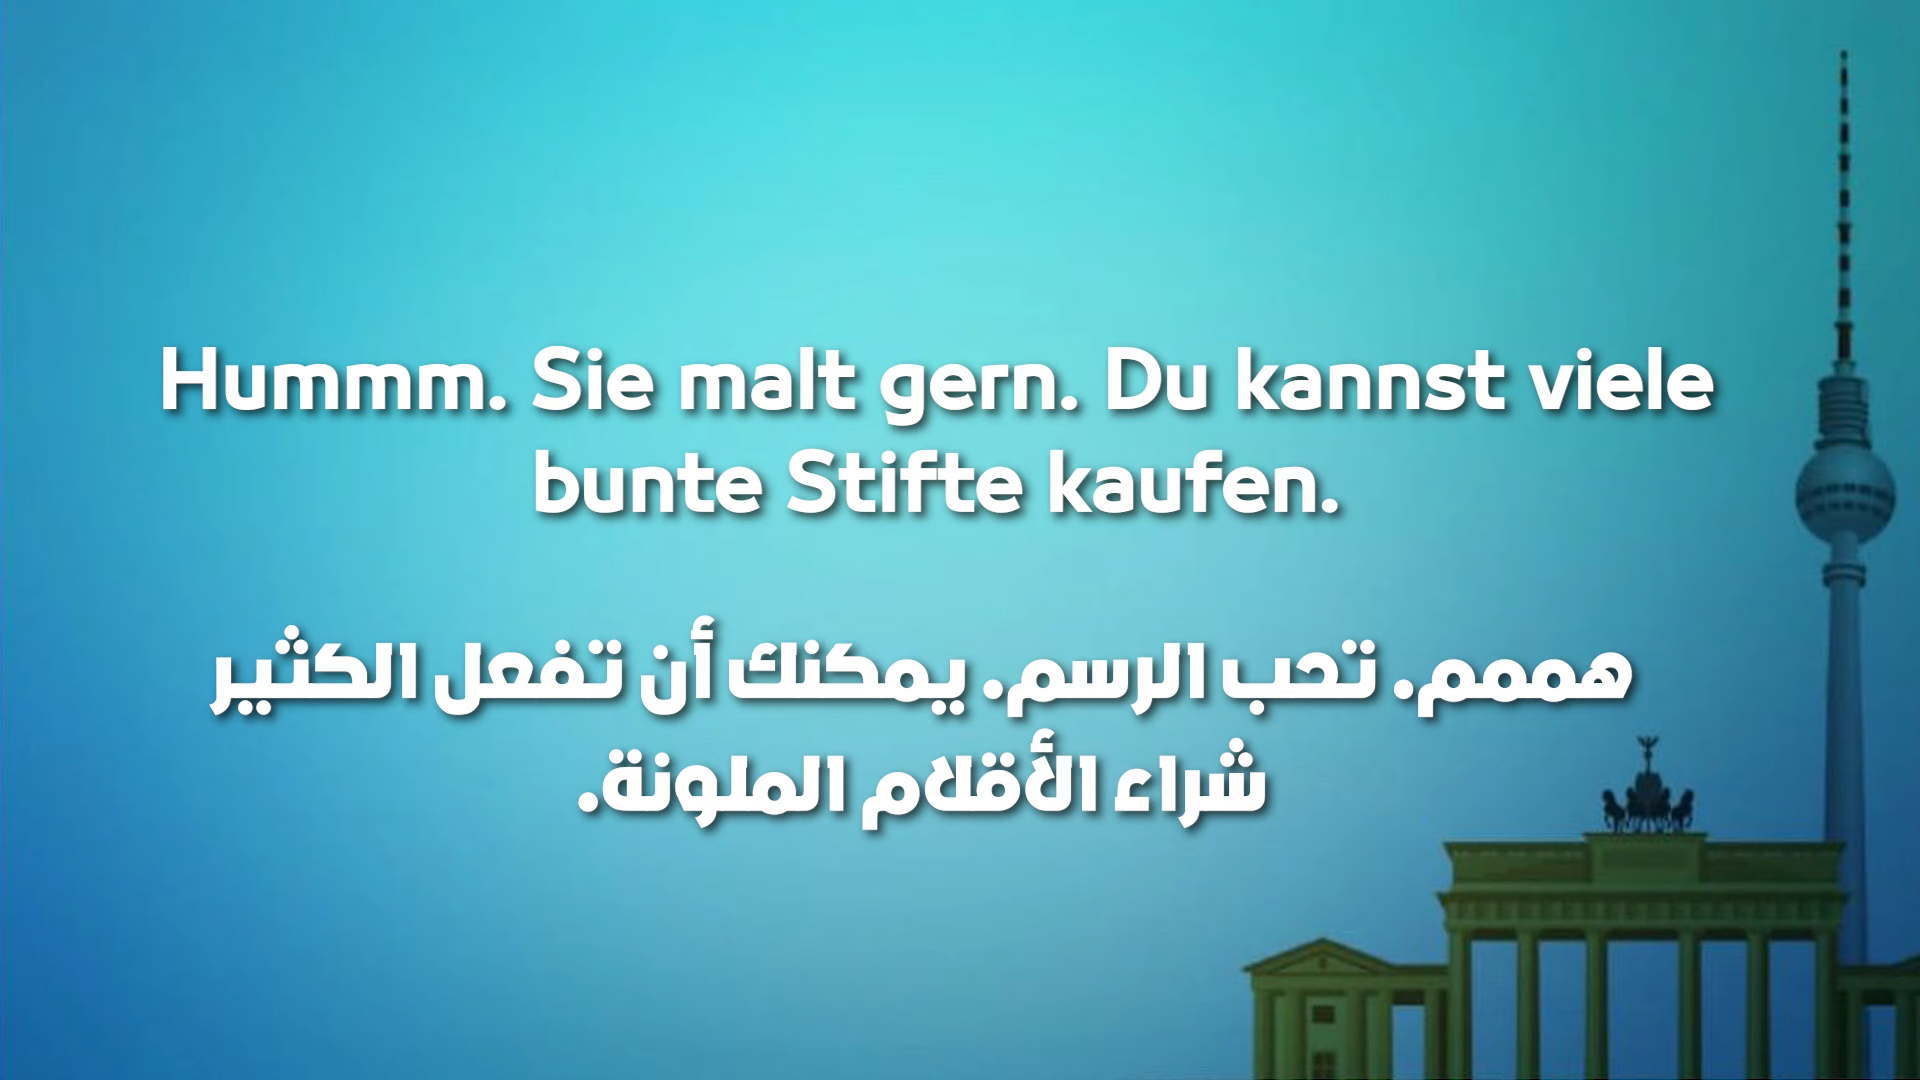 Hummm. Sie malt gern. Du kannst viele
bunte Stifte kaufen.
هممم. تحب الرسم. يمكنك أن تفعل الكثير
شراء الأقلام الملونة.